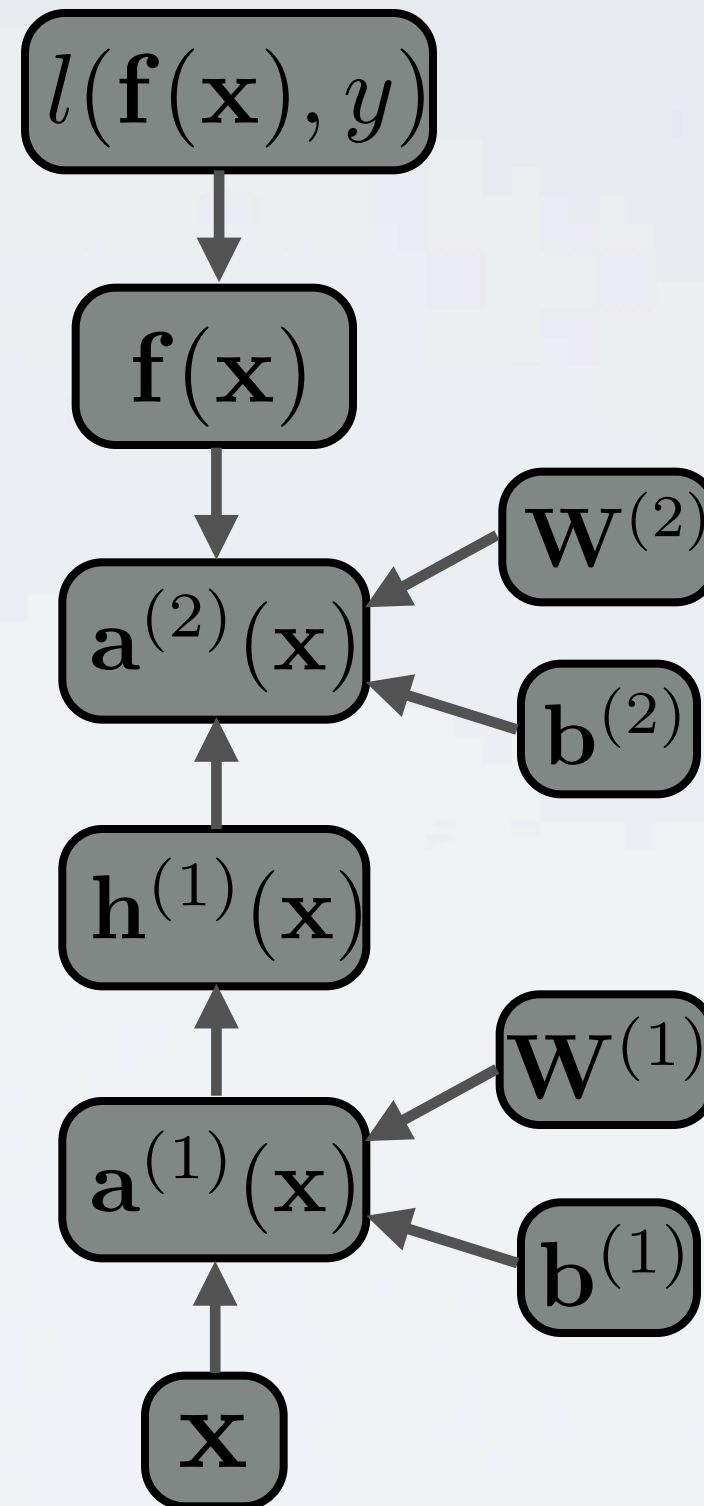 l(f(x), y)
f(x)
W^(2)
a^(2)(x)
b^(2)
h^(1)(x)
W^(1)
a^(1)(x)
b^(1)
x